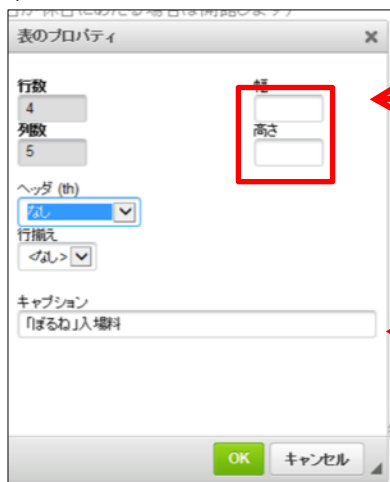 表のプロパティ ×
行数 幅
4
列数 高さ
5
ヘッダ (th)
なし
行揃え
<なし>
キャプション
「ぽるね」入場料
OK キャンセル